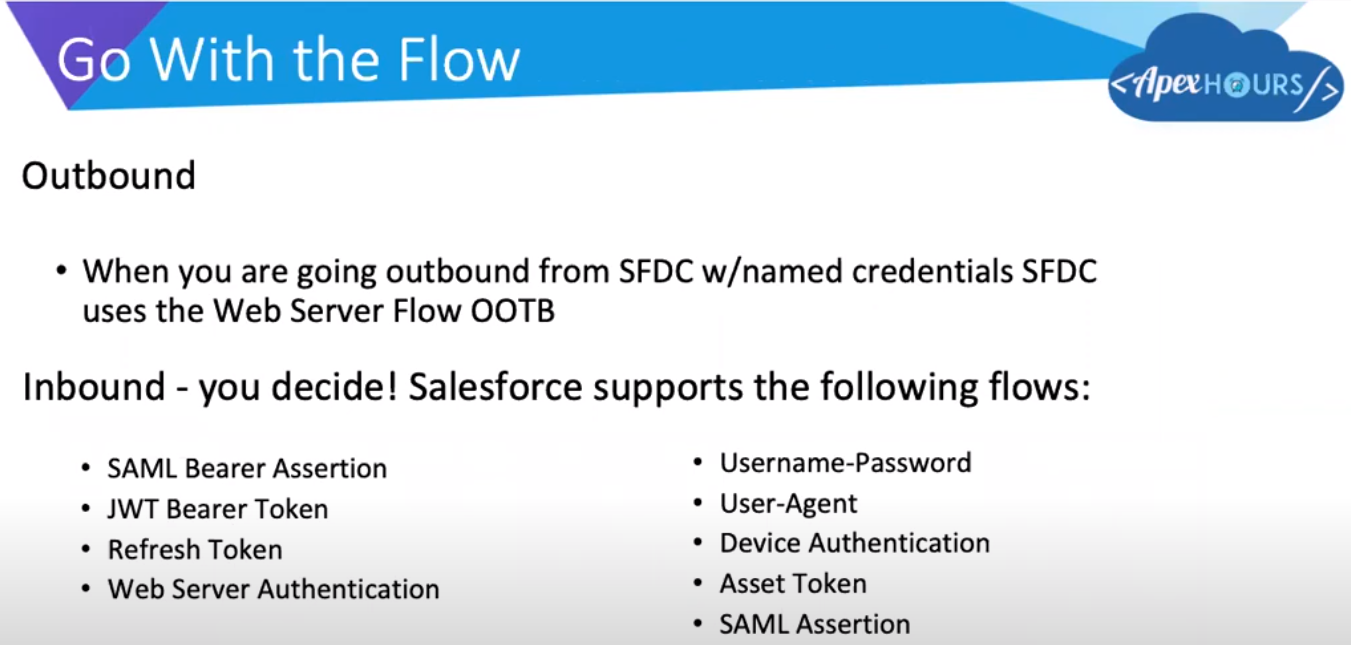 Go With the Flow
<ApexHOURS/>
Outbound
• When you are going outbound from SFDC w/named credentials SFDC
uses the Web Server Flow OOTB
Inbound - you decide! Salesforce supports the following flows:
• SAML Bearer Assertion
• JWT Bearer Token
• Refresh Token
• Web Server Authentication
• Username-Password
• User-Agent
• Device Authentication
• Asset Token
• SAML Assertion